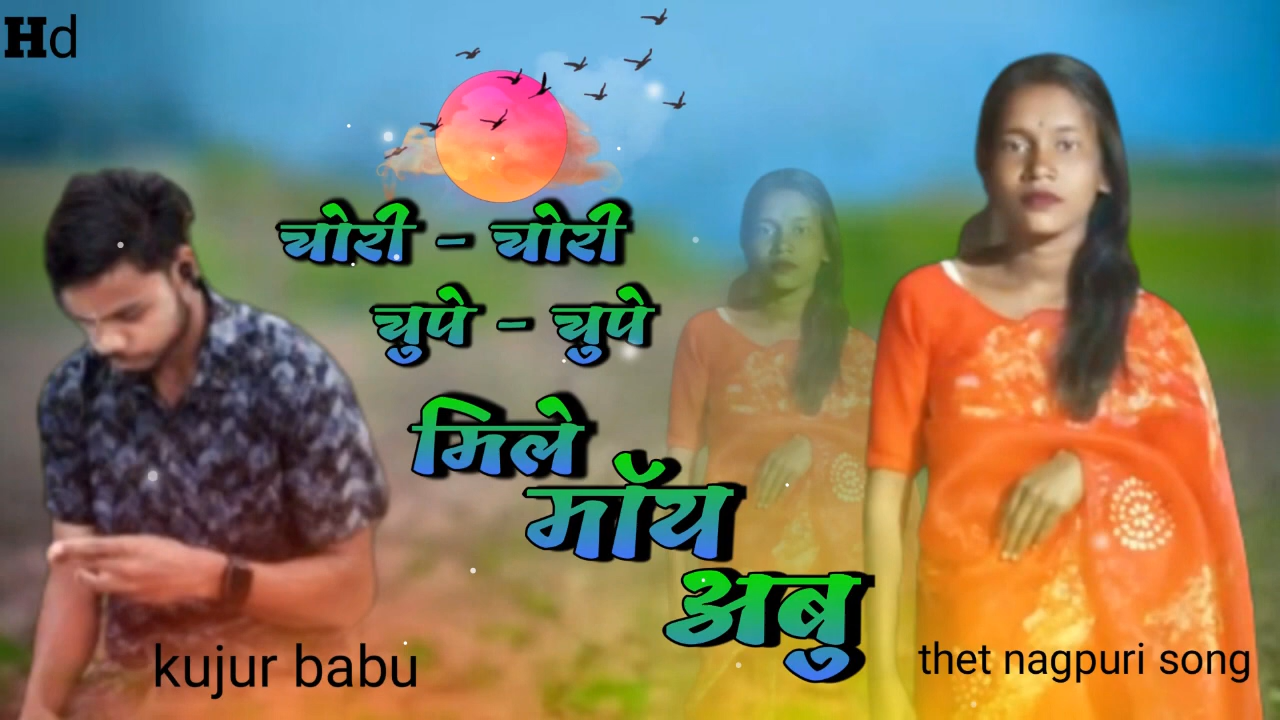 Hd
चोरी - चोरी
चुपे - चुपे
मिले
मॉय
अबु
kujur babu
thet nagpuri song